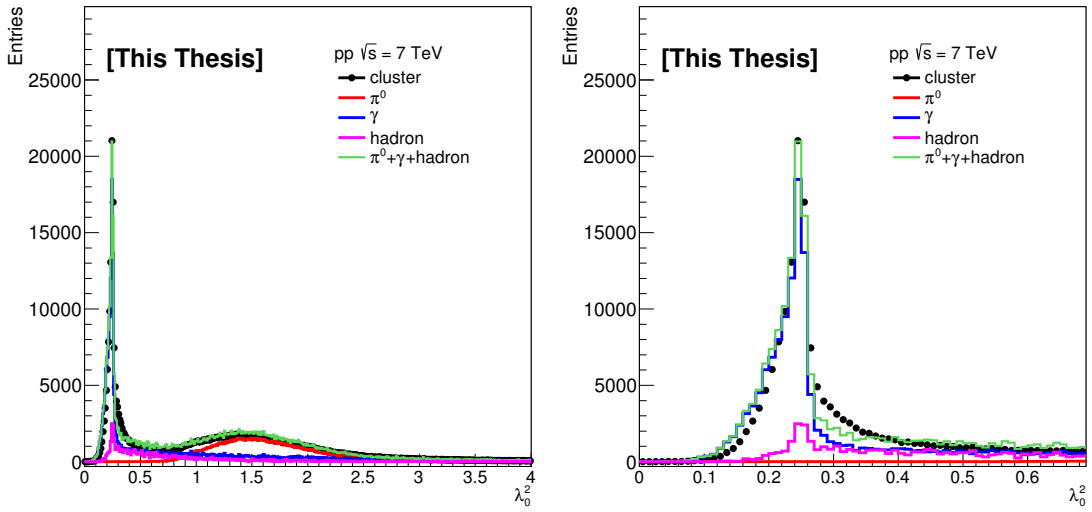 Entries
[This Thesis]
pp √s = 7 TeV
cluster
π⁰
γ
hadron
π⁰+γ+hadron
25000
20000
15000
10000
5000
0
0 0.5 1 1.5 2 2.5 3 3.5 4
λ₀²
Entries
[This Thesis]
pp √s = 7 TeV
cluster
π⁰
γ
hadron
π⁰+γ+hadron
25000
20000
15000
10000
5000
0
0 0.1 0.2 0.3 0.4 0.5 0.6
λ₀²